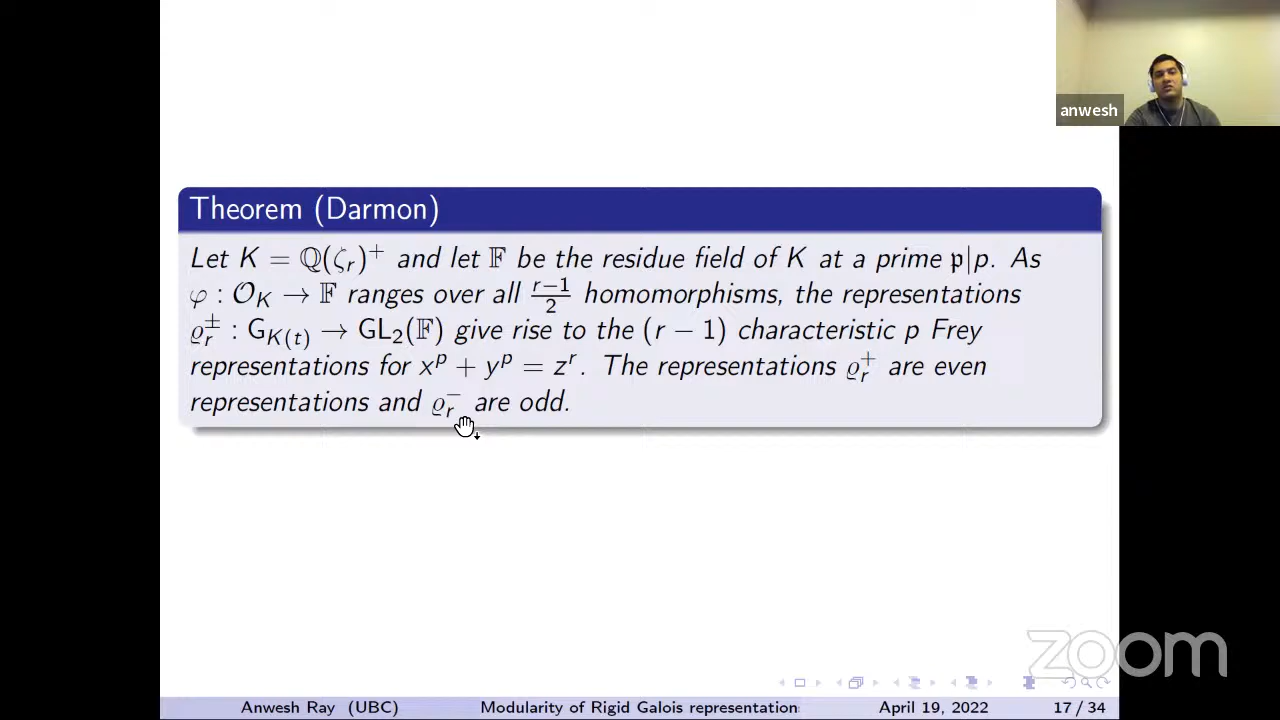 anwesh
Theorem (Darmon)
Let K = ℚ(ζ_r)⁺ and let 𝔽 be the residue field of K at a prime 𝔭|p. As
φ : 𝒪_K → 𝔽 ranges over all (r−1)/2 homomorphisms, the representations
ϱ_r^± : G_{K(t)} → GL₂(𝔽) give rise to the (r − 1) characteristic p Frey
representations for x^p + y^p = z^r. The representations ϱ_r^+ are even
representations and ϱ_r^− are odd.
zoom
Anwesh Ray (UBC) Modularity of Rigid Galois representation April 19, 2022 17 / 34